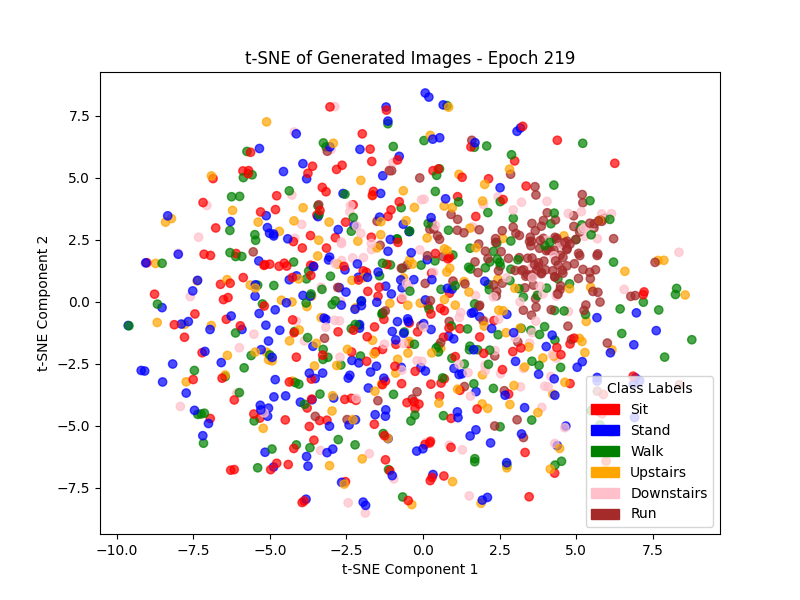 t-SNE of Generated Images - Epoch 219
t-SNE Component 2
7.5
5.0
2.5
0.0
−2.5
−5.0
−7.5
−10.0
−7.5
−5.0
−2.5
0.0
2.5
5.0
7.5
t-SNE Component 1
Class Labels
Sit
Stand
Walk
Upstairs
Downstairs
Run